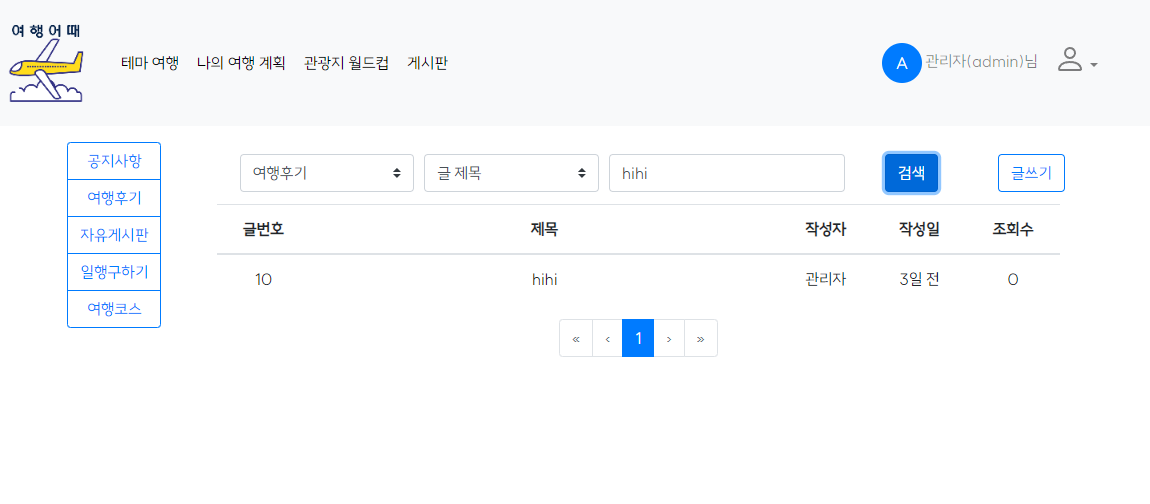 여행어때
테마 여행 나의 여행 계획 관광지 월드컵 게시판
A 관리자(admin)님
공지사항
여행후기
자유게시판
일행구하기
여행코스
여행후기 글 제목 hihi 검색 글쓰기
글번호 제목 작성자 작성일 조회수
10 hihi 관리자 3일 전 0
« ‹ 1 › »